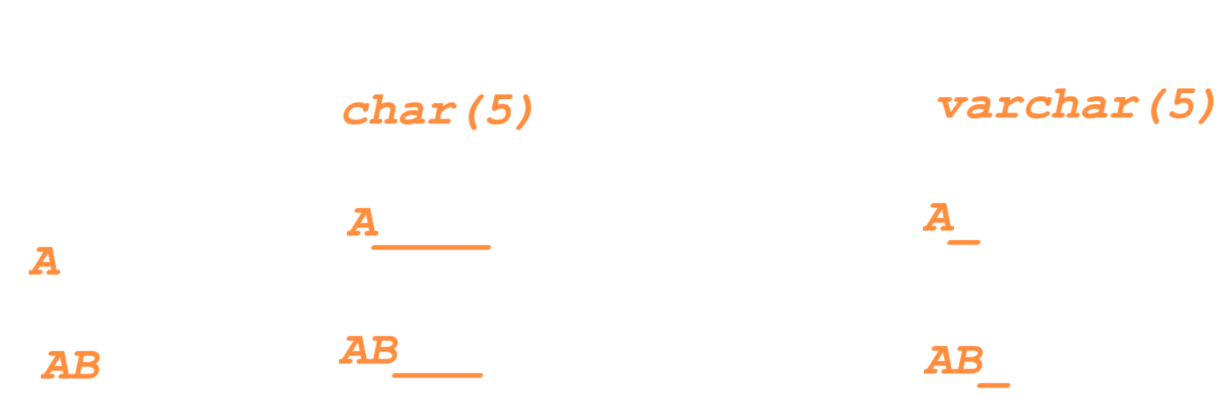 char(5) varchar(5)
A A____ A_
AB AB___ AB_